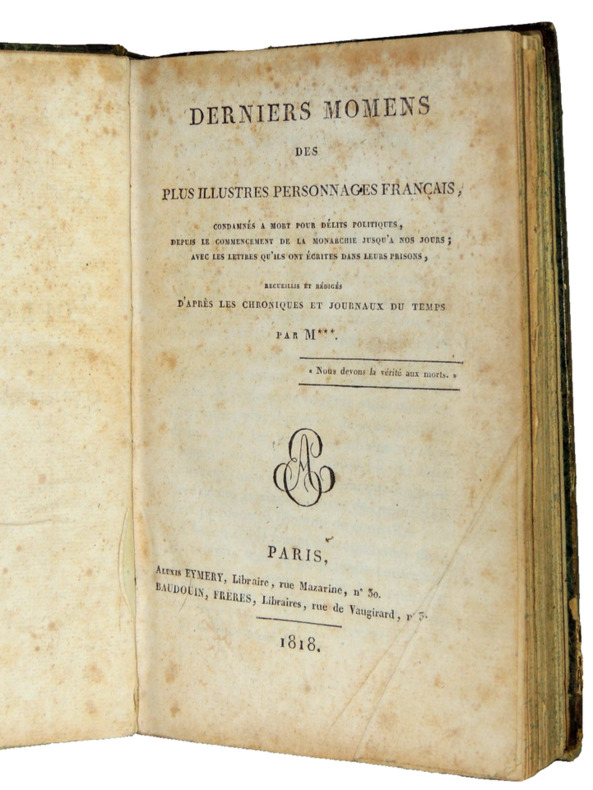 DERNIERS MOMENS
DES
PLUS ILLUSTRES PERSONNAGES FRANÇAIS,
CONDAMNÉS A MORT POUR DÉLITS POLITIQUES,
DEPUIS LE COMMENCEMENT DE LA MONARCHIE JUSQU'A NOS JOURS;
AVEC LES LETTRES QU'ILS ONT ÉCRITES DANS LEURS PRISONS,
RECUEILLIS ET RÉDIGÉS
D'APRÈS LES CHRONIQUES ET JOURNAUX DU TEMPS
PAR M***.
« Nous devons la vérité aux morts. »
PARIS,
ALEXIS EYMERY, Libraire, rue Mazarine, n° 30.
BAUDOUIN, FRÈRES, Libraires, rue de Vaugirard,
1818.